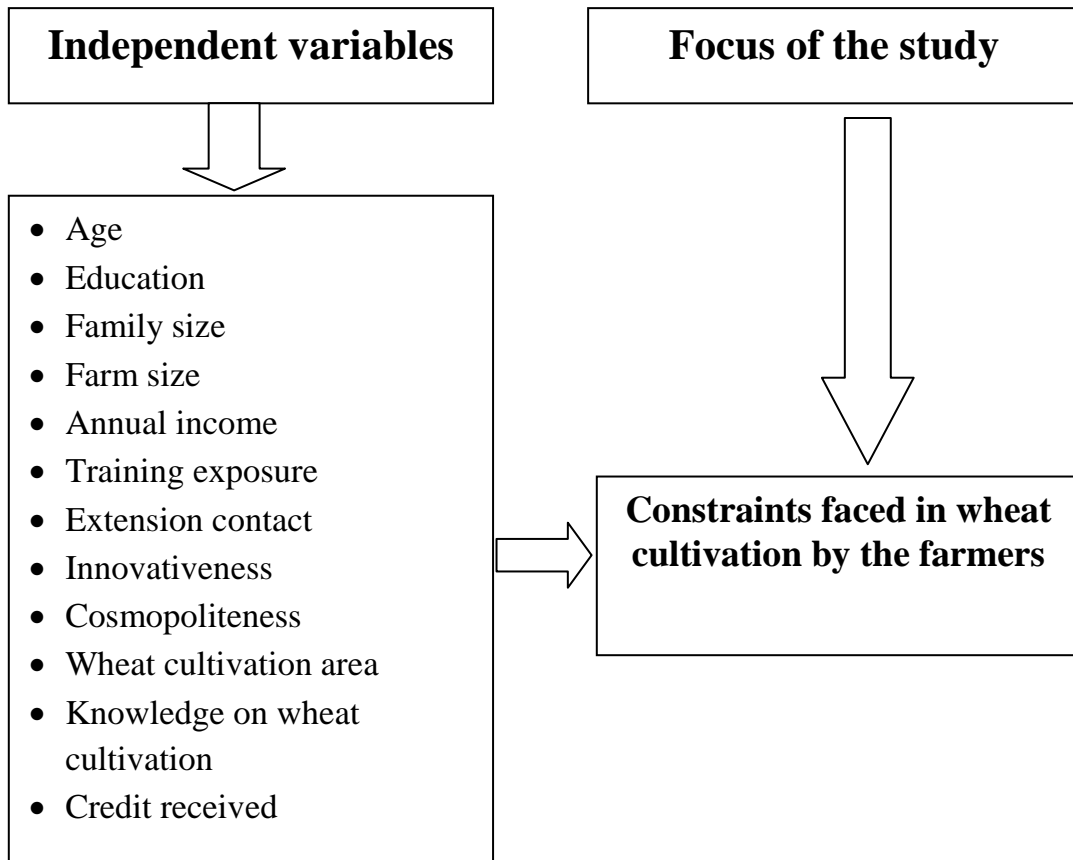 Independent variables
Focus of the study
• Age
• Education
• Family size
• Farm size
• Annual income
• Training exposure
• Extension contact
• Innovativeness
• Cosmopoliteness
• Wheat cultivation area
• Knowledge on wheat
cultivation
• Credit received
Constraints faced in wheat
cultivation by the farmers